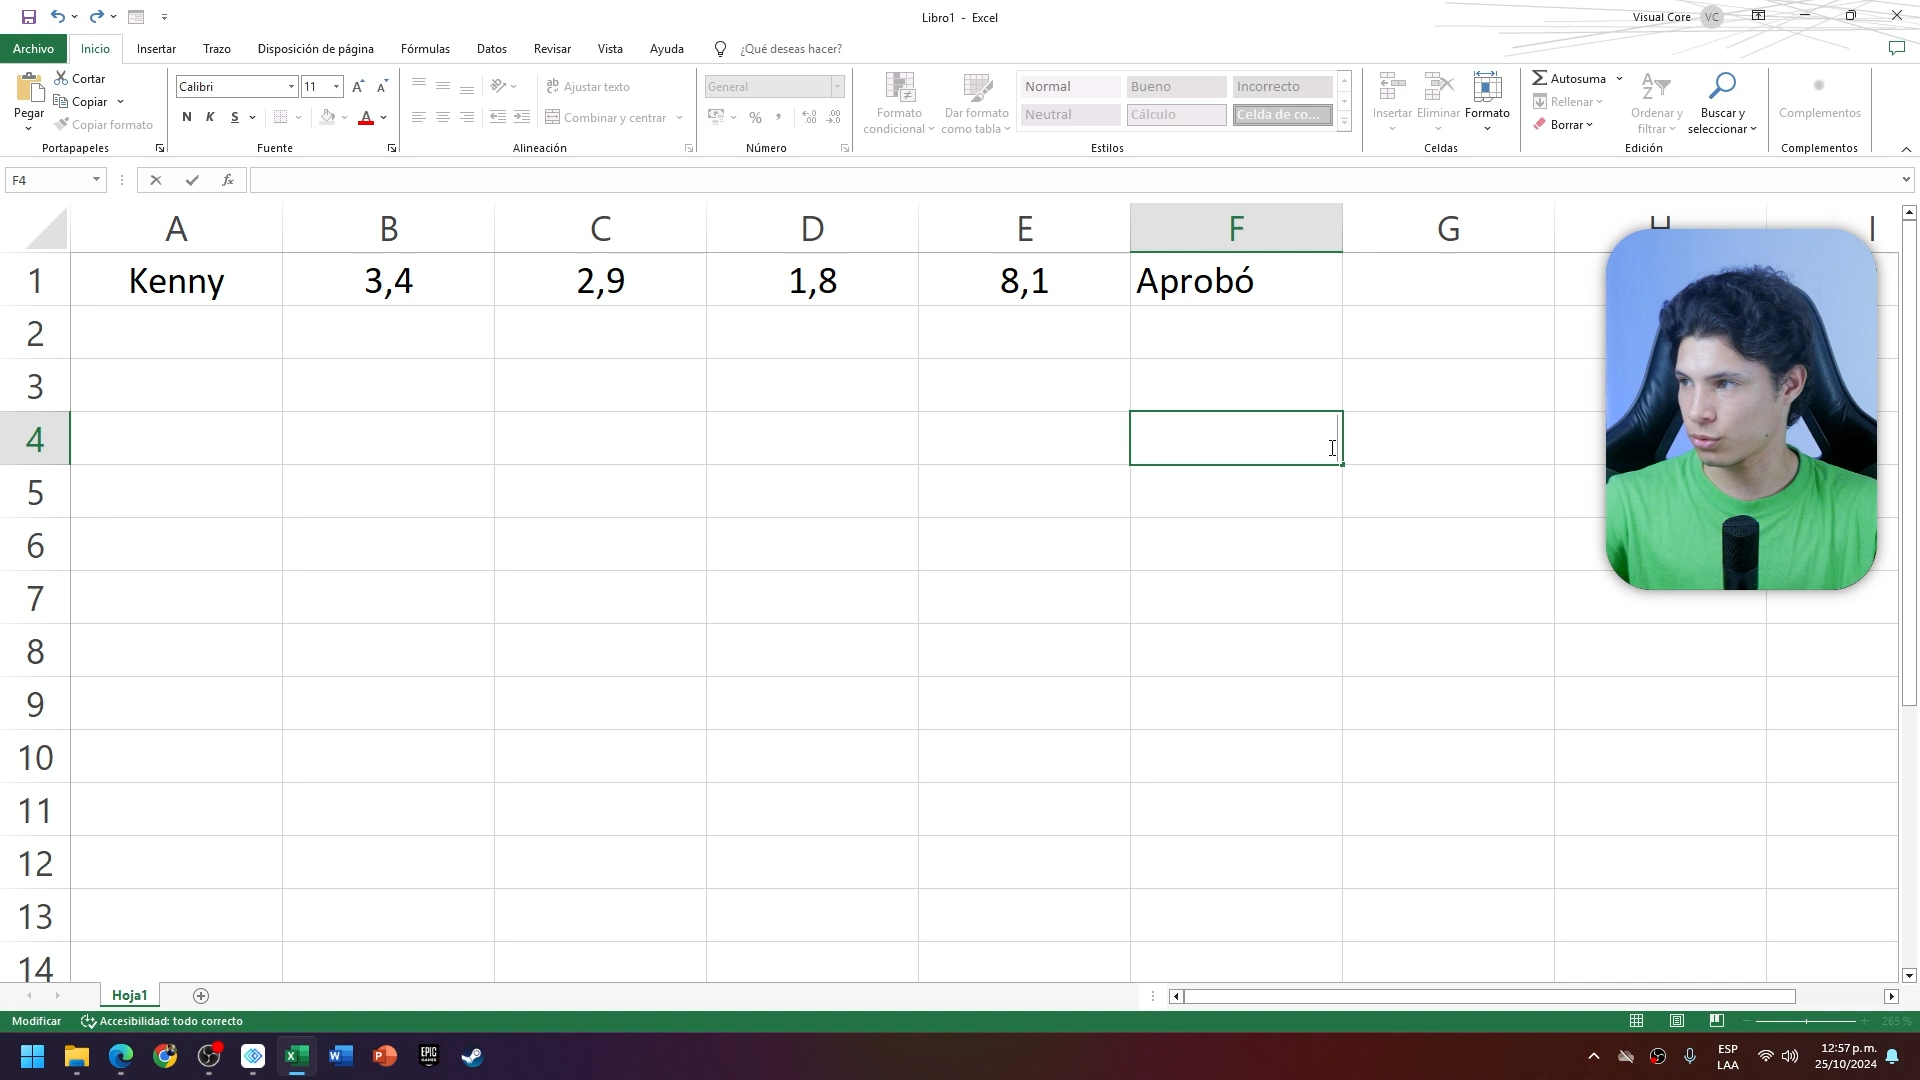 Libro1 - Excel
Visual Core VC
Archivo Inicio Insertar Trazo Disposición de página Fórmulas Datos Revisar Vista Ayuda ¿Qué deseas hacer?
Pegar
Cortar
Copiar
Copiar formato
Portapapeles
Calibri 11
N K S
Fuente
Ajustar texto
Combinar y centrar
Alineación
General
%
Número
Formato condicional
Dar formato como tabla
Normal Bueno Incorrecto
Neutral Cálculo Celda de co...
Estilos
Insertar Eliminar Formato
Celdas
Autosuma
Rellenar
Borrar
Ordenar y filtrar
Buscar y seleccionar
Edición
Complementos
Complementos
F4 fx
A B C D E F G H I
1 Kenny 3,4 2,9 1,8 8,1 Aprobó
2
3
4
5
6
7
8
9
10
11
12
13
14
Hoja1
Modificar Accesibilidad: todo correcto 265 %
EPIC GAMES
ESP
LAA
12:57 p. m.
25/10/2024